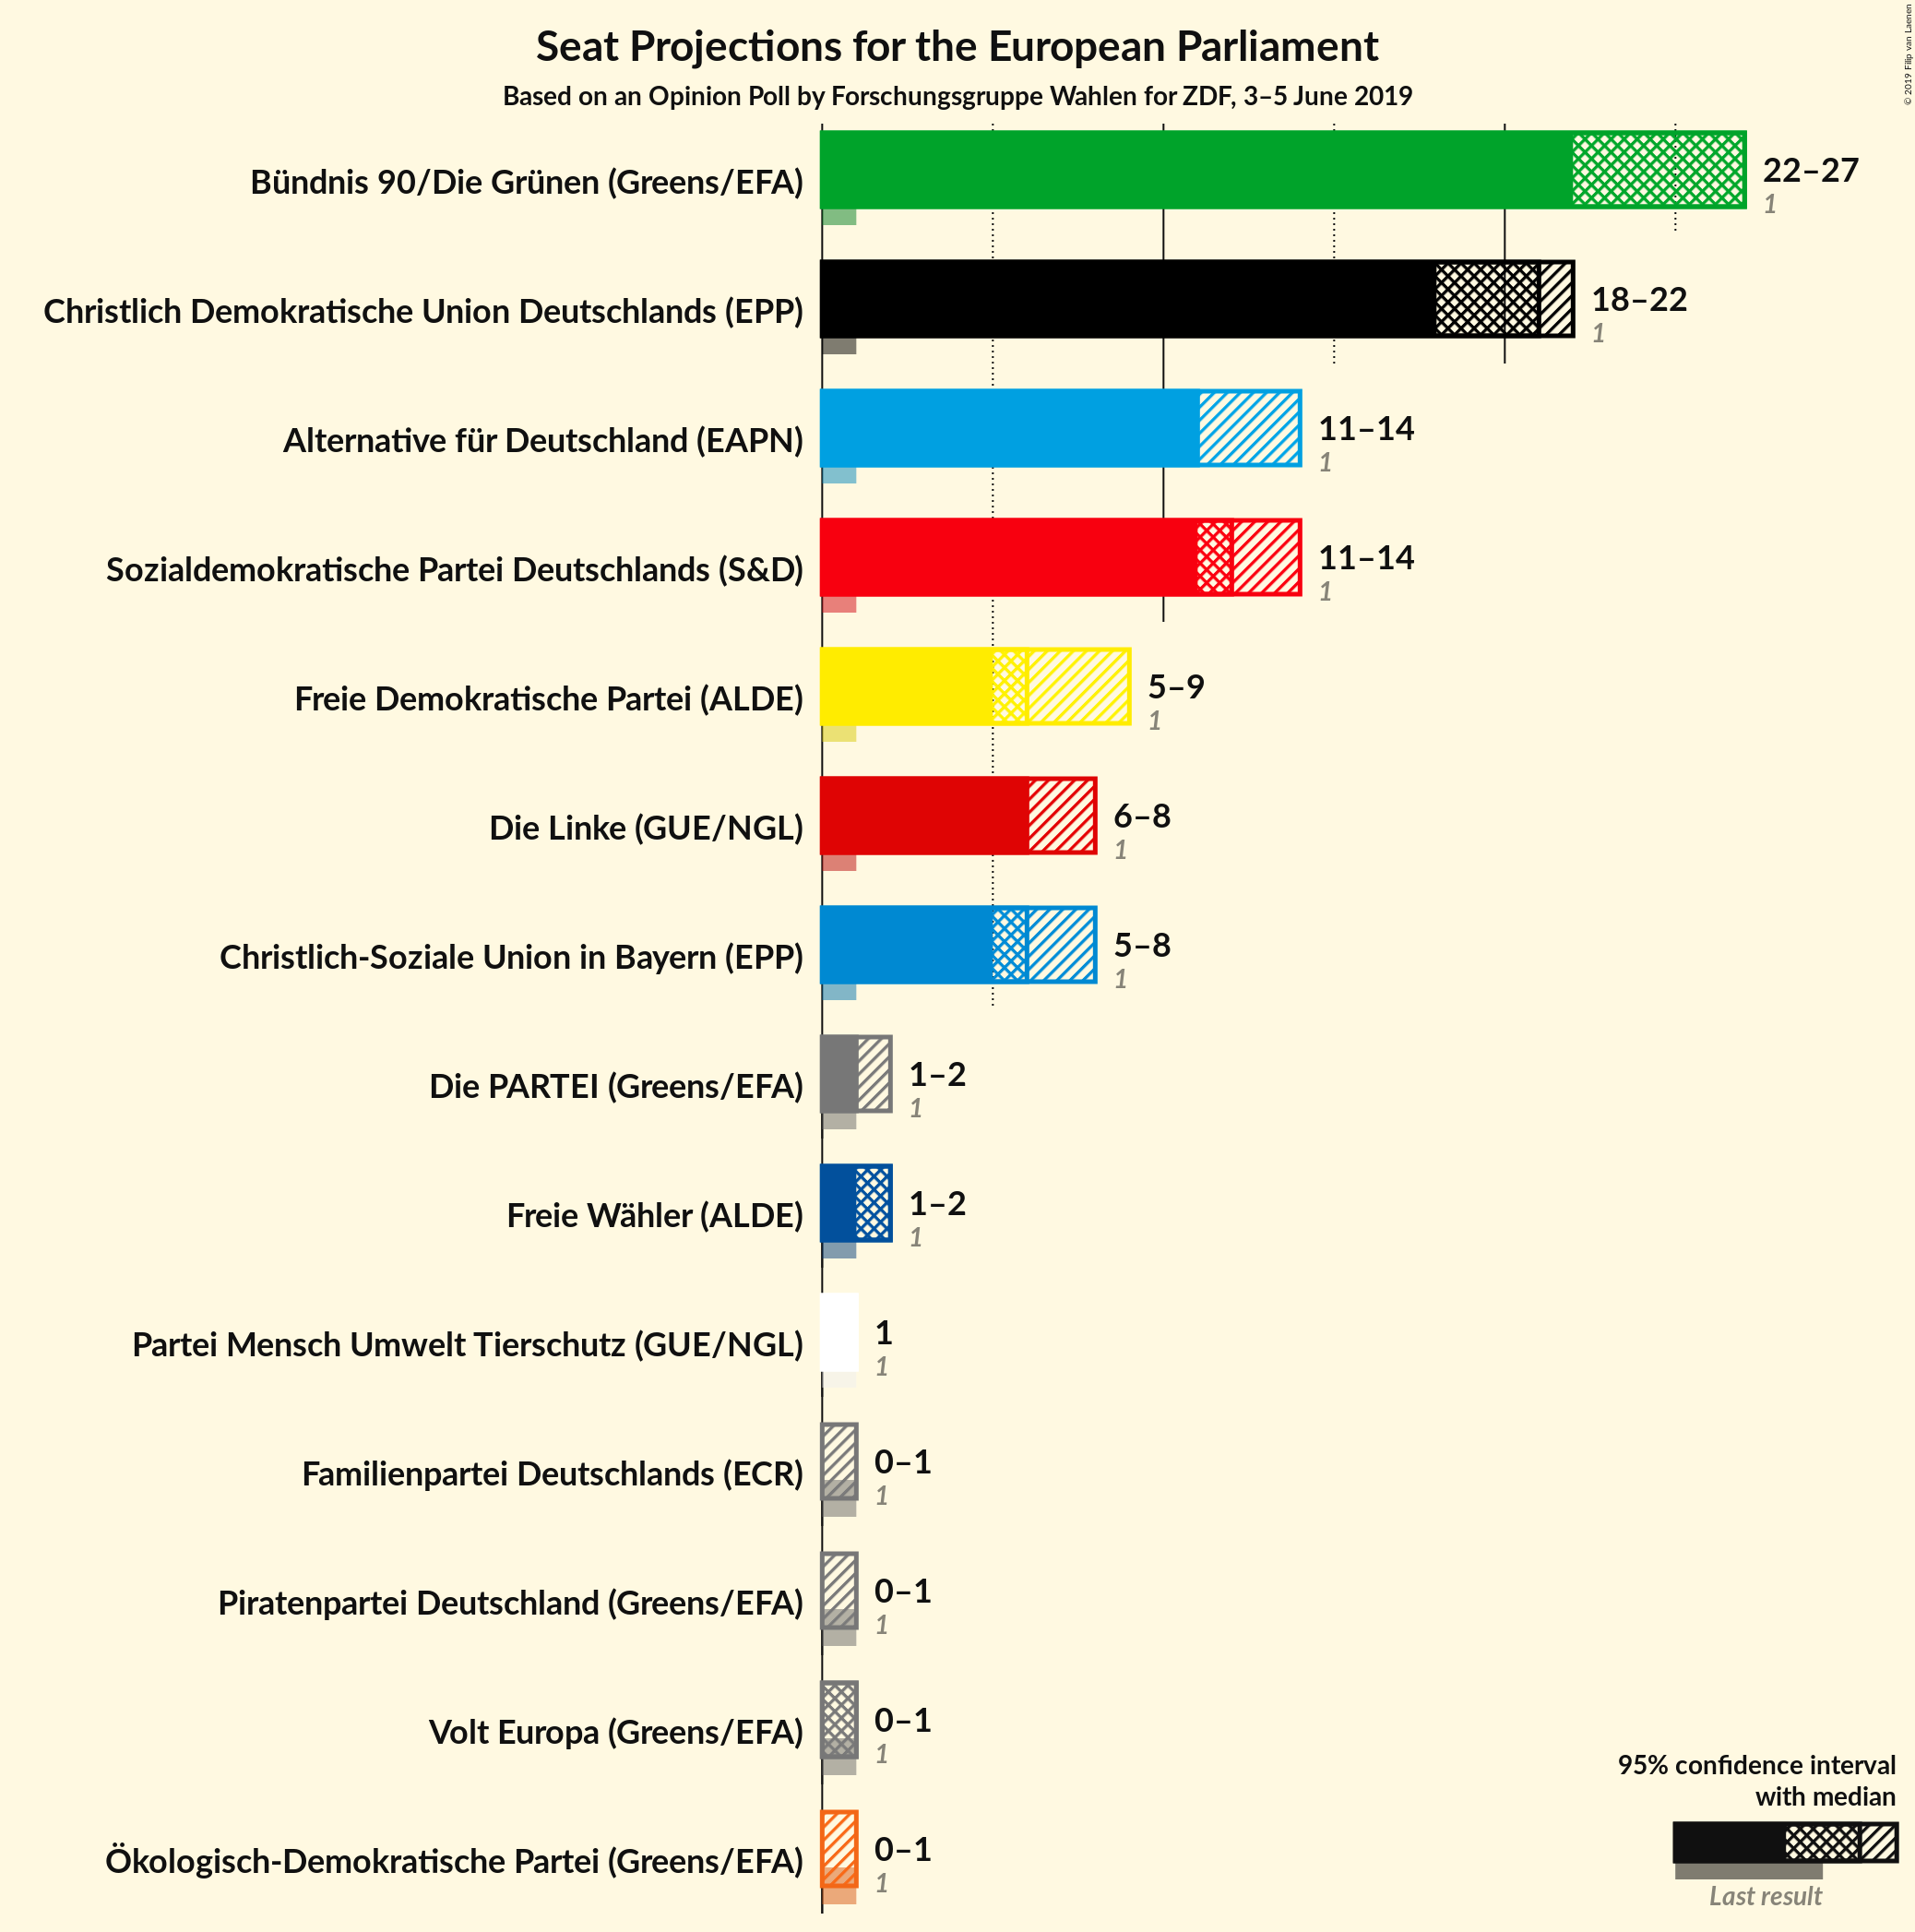 Seat Projections for the European Parliament
Based on an Opinion Poll by Forschungsgruppe Wahlen for ZDF, 3–5 June 2019
© 2019 Filip van Laenen
Bündnis 90/Die Grünen (Greens/EFA)
22–27
1
Christlich Demokratische Union Deutschlands (EPP)
18–22
1
Alternative für Deutschland (EAPN)
11–14
1
Sozialdemokratische Partei Deutschlands (S&D)
11–14
1
Freie Demokratische Partei (ALDE)
5–9
1
Die Linke (GUE/NGL)
6–8
1
Christlich-Soziale Union in Bayern (EPP)
5–8
1
Die PARTEI (Greens/EFA)
1–2
1
Freie Wähler (ALDE)
1–2
1
Partei Mensch Umwelt Tierschutz (GUE/NGL)
1
1
Familienpartei Deutschlands (ECR)
0–1
1
Piratenpartei Deutschland (Greens/EFA)
0–1
1
Volt Europa (Greens/EFA)
0–1
1
Ökologisch-Demokratische Partei (Greens/EFA)
0–1
1
95% confidence interval
with median
Last result